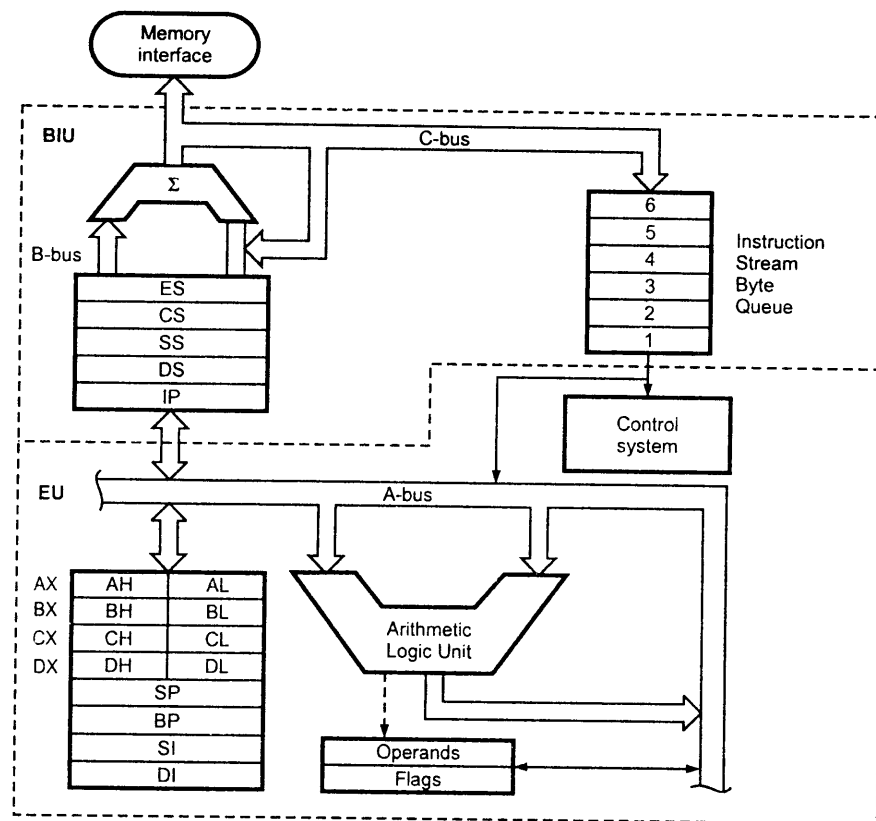 Memory
interface
BIU
C-bus
Σ
B-bus
6
5
4
3
2
1
Instruction
Stream
Byte
Queue
ES
CS
SS
DS
IP
Control
system
EU
A-bus
AX AH AL
BX BH BL
CX CH CL
DX DH DL
SP
BP
SI
DI
Arithmetic
Logic Unit
Operands
Flags